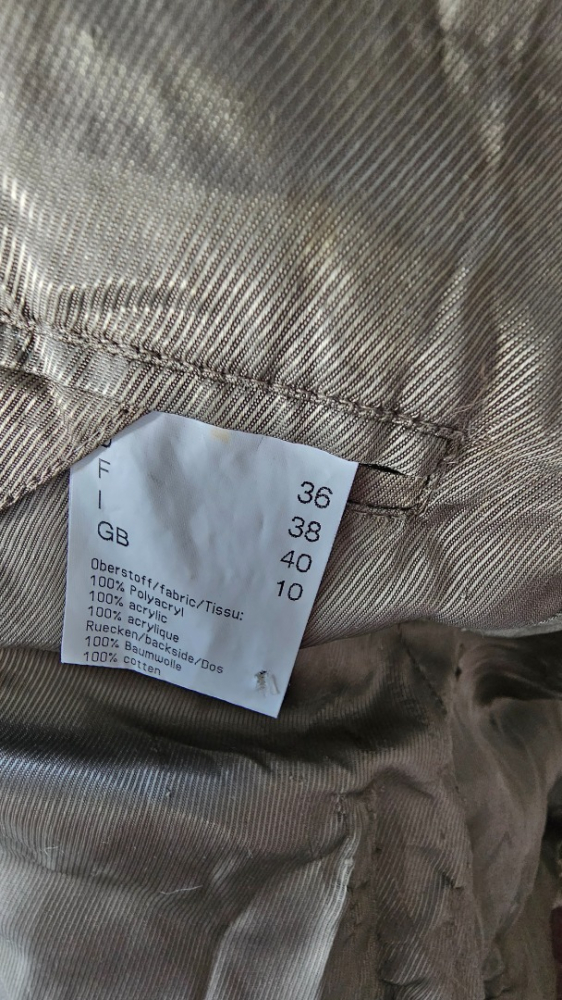 36
F 38
I 40
GB 10
Oberstoff/fabric/Tissu:
100% Polyacryl
100% acrylic
100% acrylique
Ruecken/backside/Dos
100% Baumwolle
100% cotten